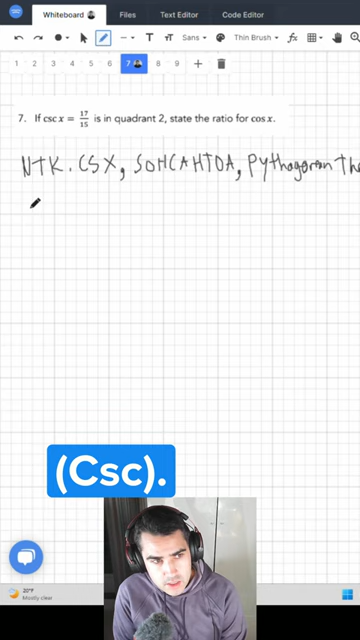 Whiteboard Files Text Editor Code Editor
T Sans Thin Brush fx
1 2 3 4 5 6 7 8 9 +
7. If csc x = 17/15 is in quadrant 2, state the ratio for cos x.
NTK. CSX, SOHCAHTOA, Pythagorean The
(Csc).
20°F
Mostly clear